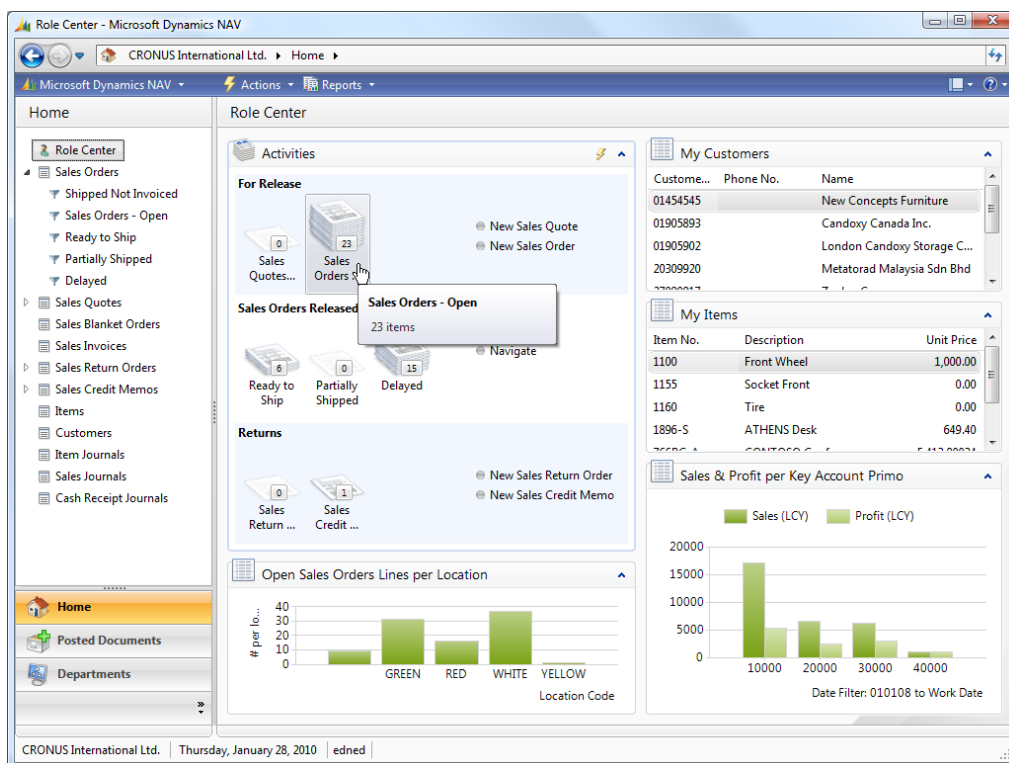 Role Center - Microsoft Dynamics NAV
CRONUS International Ltd. Home
Microsoft Dynamics NAV Actions Reports
Home
Role Center
Sales Orders
Shipped Not Invoiced
Sales Orders - Open
Ready to Ship
Partially Shipped
Delayed
Sales Quotes
Sales Blanket Orders
Sales Invoices
Sales Return Orders
Sales Credit Memos
Items
Customers
Item Journals
Sales Journals
Cash Receipt Journals
Home
Posted Documents
Departments
Role Center
Activities
For Release
0
Sales
Quotes...
23
Sales
Orders
New Sales Quote
New Sales Order
Sales Orders - Open
23 items
Sales Orders Released
6
Ready to
Ship
0
Partially
Shipped
15
Delayed
Navigate
Returns
0
Sales
Return ...
1
Sales
Credit ...
New Sales Return Order
New Sales Credit Memo
Open Sales Orders Lines per Location
# per lo...
40
30
20
10
0
GREEN RED WHITE YELLOW
Location Code
My Customers
Custome... Phone No. Name
01454545 New Concepts Furniture
01905893 Candoxy Canada Inc.
01905902 London Candoxy Storage C...
20309920 Metatorad Malaysia Sdn Bhd
My Items
Item No. Description Unit Price
1100 Front Wheel 1,000.00
1155 Socket Front 0.00
1160 Tire 0.00
1896-S ATHENS Desk 649.40
Sales & Profit per Key Account Primo
Sales (LCY) Profit (LCY)
20000
15000
10000
5000
0
10000 20000 30000 40000
Date Filter: 010108 to Work Date
CRONUS International Ltd. Thursday, January 28, 2010 edned